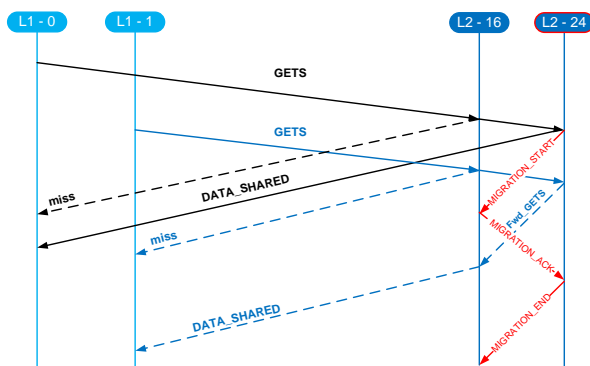 L1 - 0
L1 - 1
L2 - 16
L2 - 24
GETS
GETS
MIGRATION_START
DATA_SHARED
miss
Fwd_GETS
miss
MIGRATION_ACK
DATA_SHARED
MIGRATION_END